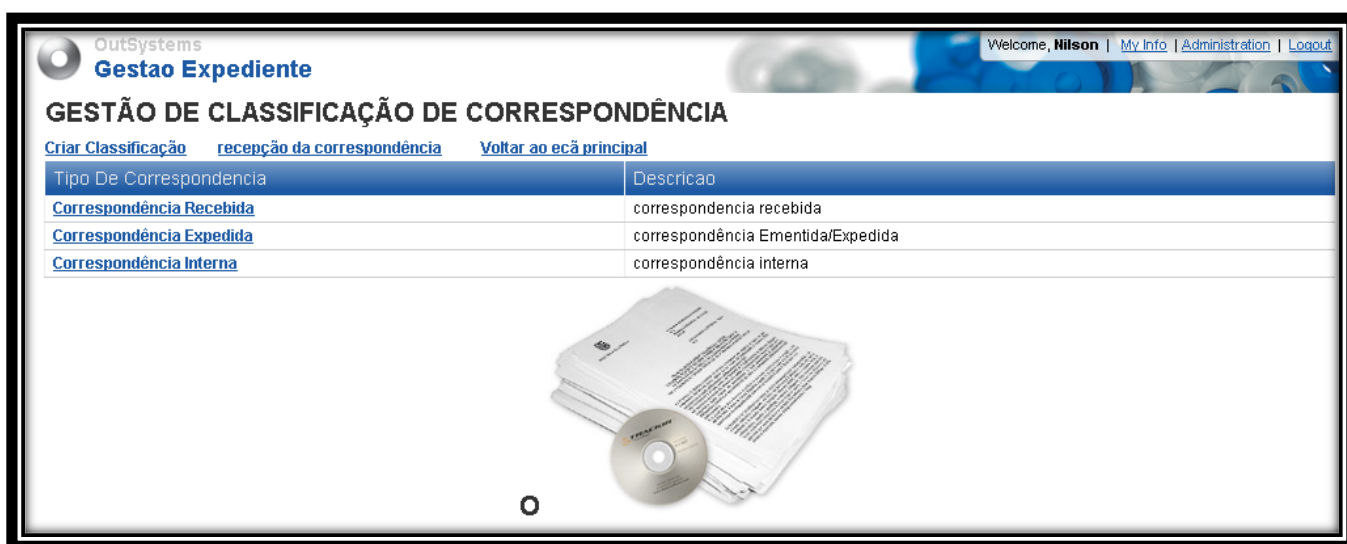 OutSystems
Gestao Expediente
Welcome, Nilson | My Info | Administration | Logout
GESTÃO DE CLASSIFICAÇÃO DE CORRESPONDÊNCIA
Criar Classificação recepção da correspondência Voltar ao ecã principal
Tipo De Correspondencia Descricao
Correspondência Recebida correspondencia recebida
Correspondência Expedida correspondência Ementida/Expedida
Correspondência Interna correspondência interna
O